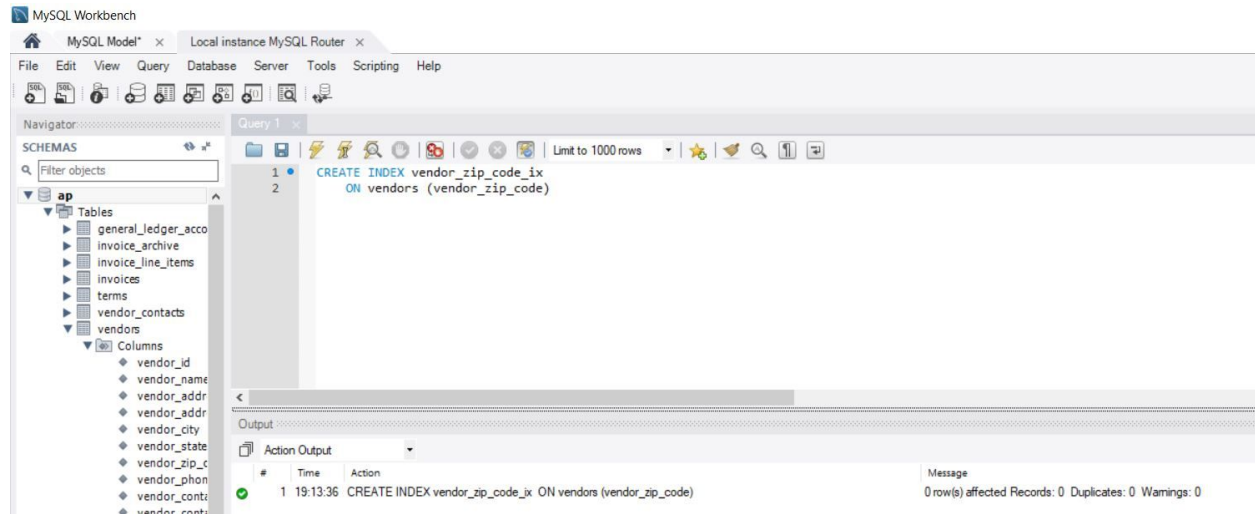 MySQL Workbench
MySQL Model* × Local instance MySQL Router ×
File Edit View Query Database Server Tools Scripting Help
Navigator
Query 1 ×
SCHEMAS
Limit to 1000 rows
Filter objects
1 CREATE INDEX vendor_zip_code_ix
2 ON vendors (vendor_zip_code)
ap
Tables
general_ledger_acco
invoice_archive
invoice_line_items
invoices
terms
vendor_contacts
vendors
Columns
vendor_id
vendor_name
vendor_addr
vendor_addr
vendor_city
vendor_state
vendor_zip_c
vendor_phon
vendor_conta
vendor_conta
Output
Action Output
# Time Action Message
1 19:13:36 CREATE INDEX vendor_zip_code_ix ON vendors (vendor_zip_code) 0 row(s) affected Records: 0 Duplicates: 0 Warnings: 0